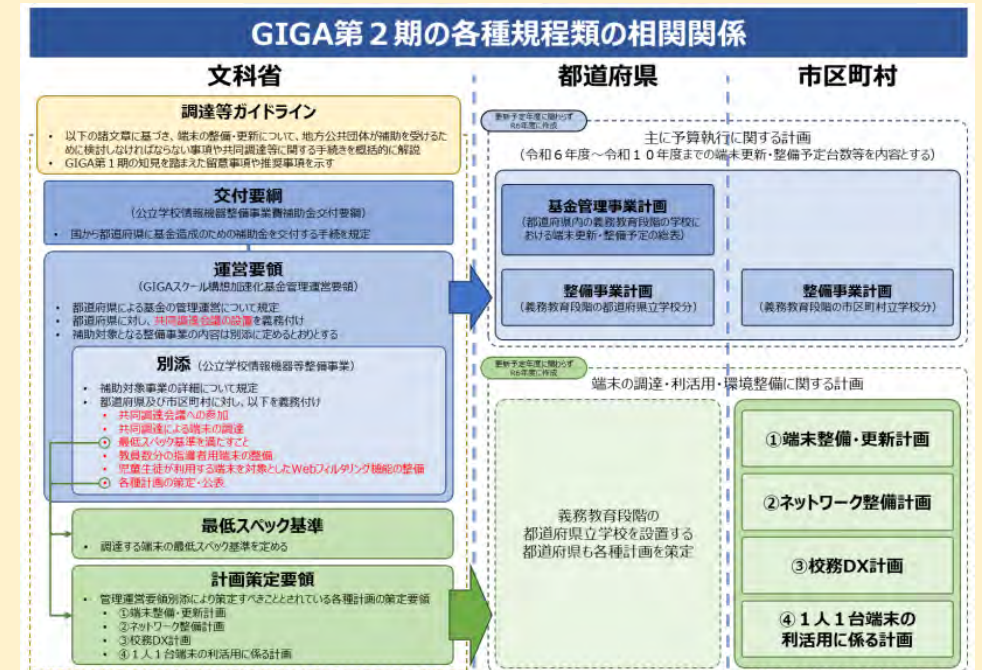 GIGA第２期の各種規程類の相関関係
文科省
都道府県
市区町村
調達等ガイドライン
・ 以下の諸文章に基づき、端末の整備・更新について、地方公共団体が補助を受けるた
めに検討しなければならない事項や共同調達等に関する手続きを概括的に解説
・ GIGA第１期の知見を踏まえた留意事項や推奨事項を示す
交付要綱
(公立学校情報機器整備事業費補助金交付要綱)
・ 国から都道府県に基金造成のための補助金を交付する手続を規定
運営要領
(GIGAスクール構想加速化基金管理運営要領)
・ 都道府県による基金の管理運営について規定
・ 都道府県に対し、共同調達会議の設置を義務付け
・ 補助対象となる整備事業の内容は別添に定めるとおりとする
別添 (公立学校情報機器等整備事業)
・ 補助対象事業の詳細について規定
・ 都道府県及び市区町村に対し、以下を義務付け
・ 共同調達会議への参加
・ 共同調達による端末の調達
・ 最低スペック基準を満たすこと
・ 教員数分の指導者用端末の整備
・ 児童生徒が利用する端末を対象としたWebフィルタリング機能の整備
・ 各種計画の策定・公表
最低スペック基準
・ 調達する端末の最低スペック基準を定める
計画策定要領
・ 管理運営要領別添により策定すべきこととされている各種計画の策定要領
・ ①端末整備・更新計画
・ ②ネットワーク整備計画
・ ③校務DX計画
・ ④１人１台端末の利活用に係る計画
更新予定年度に関わらず
R6年度に作成
主に予算執行に関する計画
(令和６年度～令和１０年度までの端末更新・整備予定台数等を内容とする)
基金管理事業計画
(都道府県内の義務教育段階の学校に
おける端末更新・整備予定の総表)
整備事業計画
(義務教育段階の都道府県立学校分)
整備事業計画
(義務教育段階の市区町村立学校分)
更新予定年度に関わらず
R6年度に作成
端末の調達・利活用・環境整備に関する計画
義務教育段階の
都道府県立学校を設置する
都道府県も各種計画を策定
①端末整備・更新計画
②ネットワーク整備計画
③校務DX計画
④１人１台端末の
利活用に係る計画